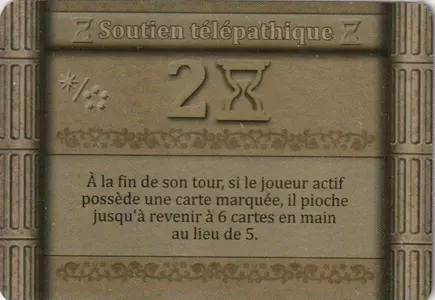 Soutien télépathique
2
À la fin de son tour, si le joueur actif
possède une carte marquée, il pioche
jusqu'à revenir à 6 cartes en main
au lieu de 5.